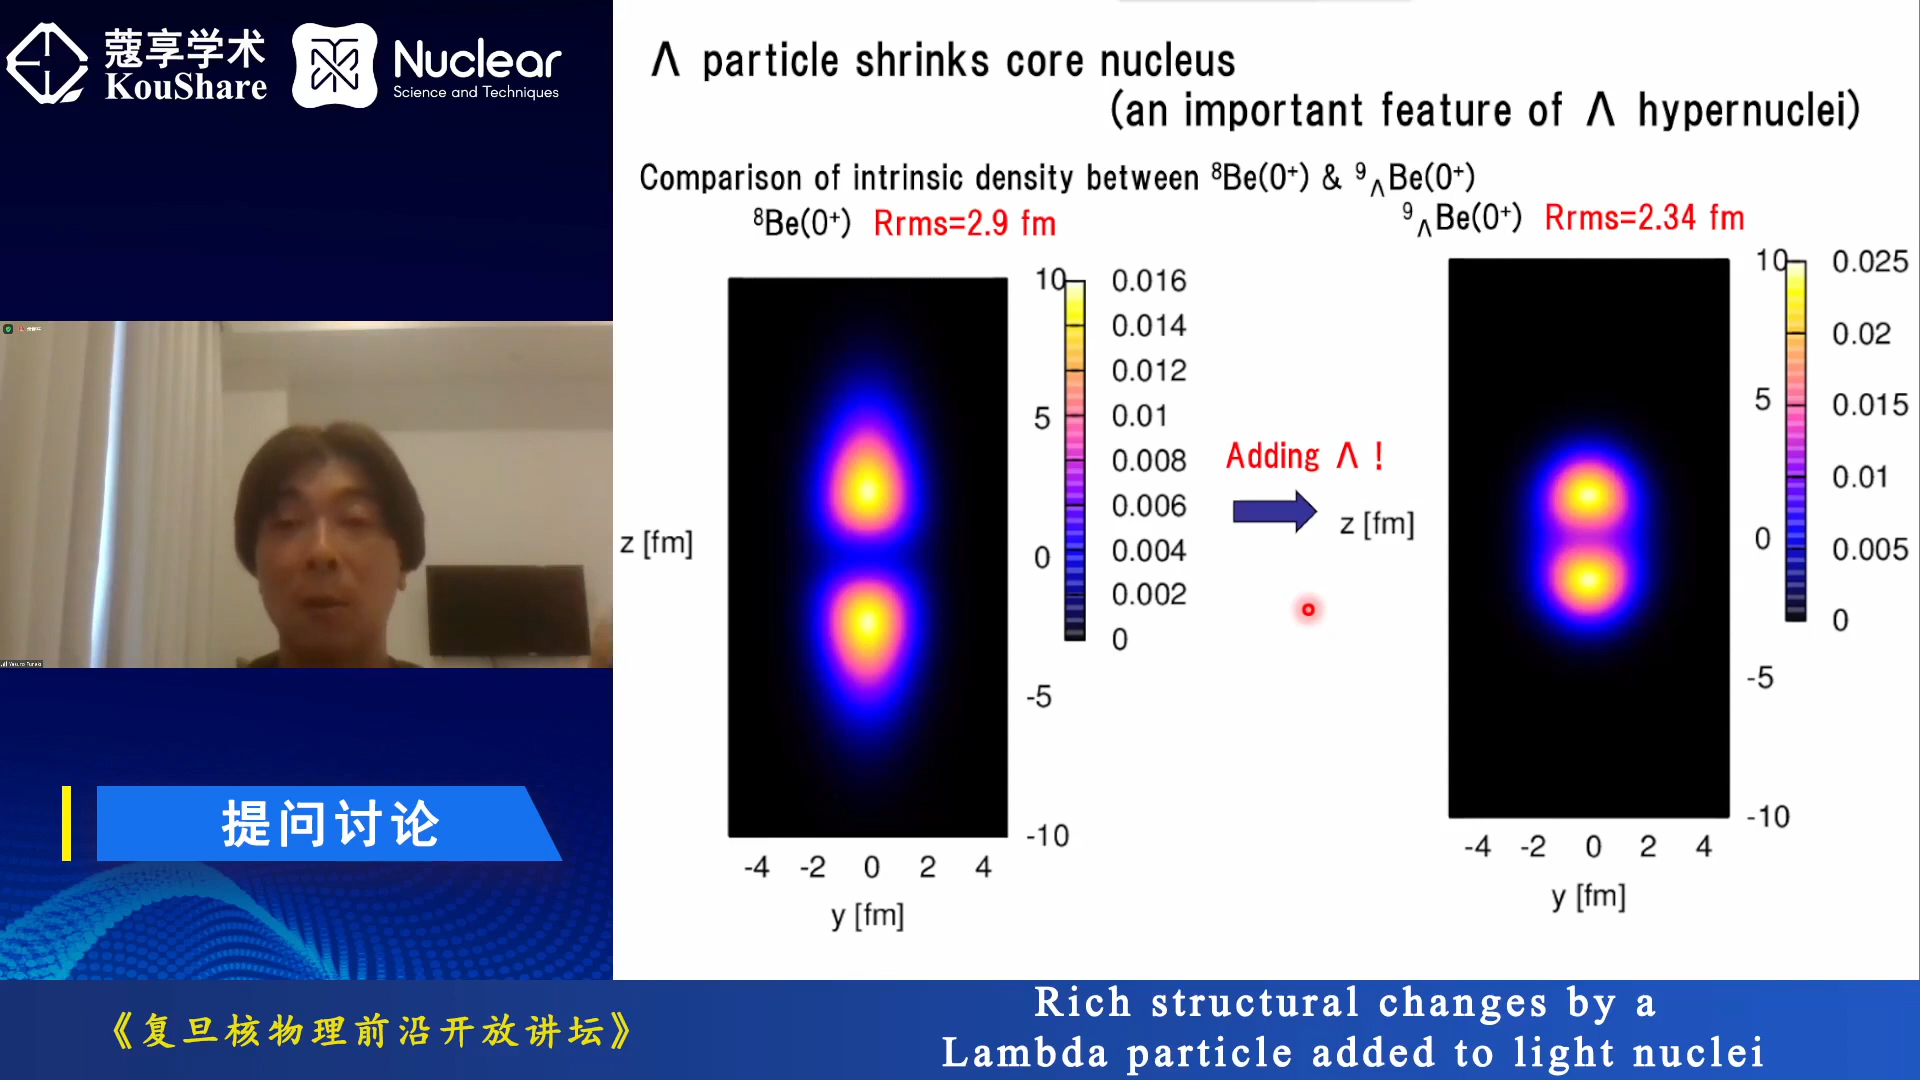 蔻享学术
KouShare
Nuclear
Science and Techniques
提问讨论
Λ particle shrinks core nucleus
(an important feature of Λ hypernuclei)
Comparison of intrinsic density between ⁸Be(0⁺) & ⁹ΛBe(0⁺)
⁸Be(0⁺) Rrms=2.9 fm
10
5
0
-5
-10
z [fm]
-4 -2 0 2 4
y [fm]
0.016
0.014
0.012
0.01
0.008
0.006
0.004
0.002
0
Adding Λ !
⁹ΛBe(0⁺) Rrms=2.34 fm
10
5
0
-5
-10
z [fm]
-4 -2 0 2 4
y [fm]
0.025
0.02
0.015
0.01
0.005
0
《复旦核物理前沿开放讲坛》
Rich structural changes by a
Lambda particle added to light nuclei